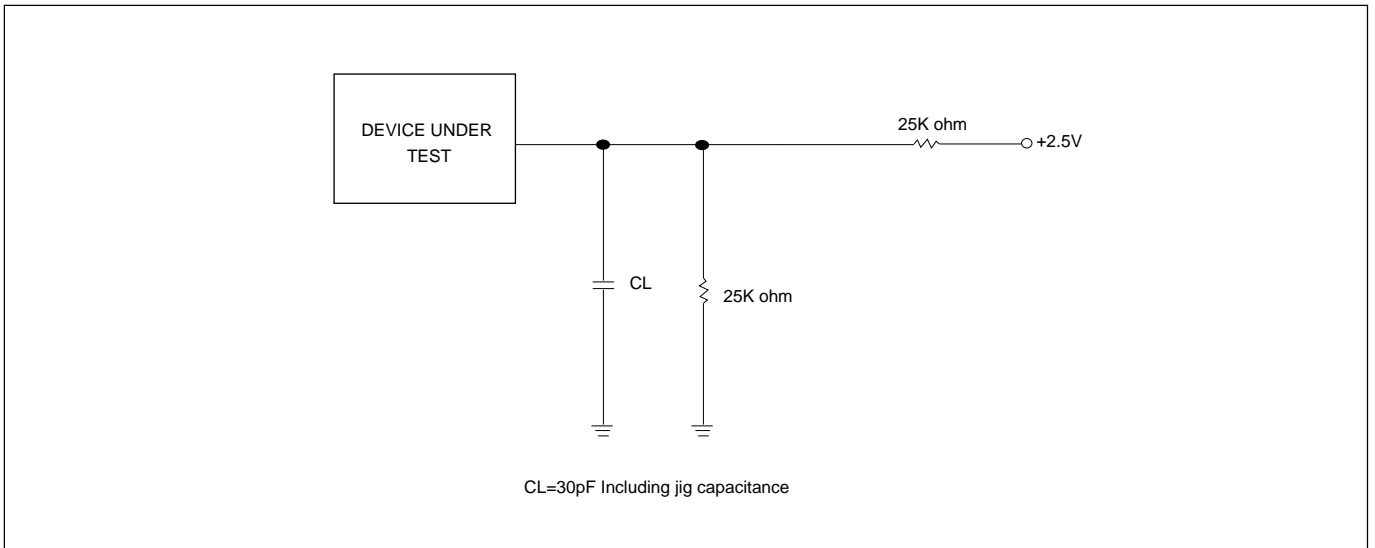 DEVICE UNDER
TEST
25K ohm
+2.5V
CL
25K ohm
CL=30pF Including jig capacitance